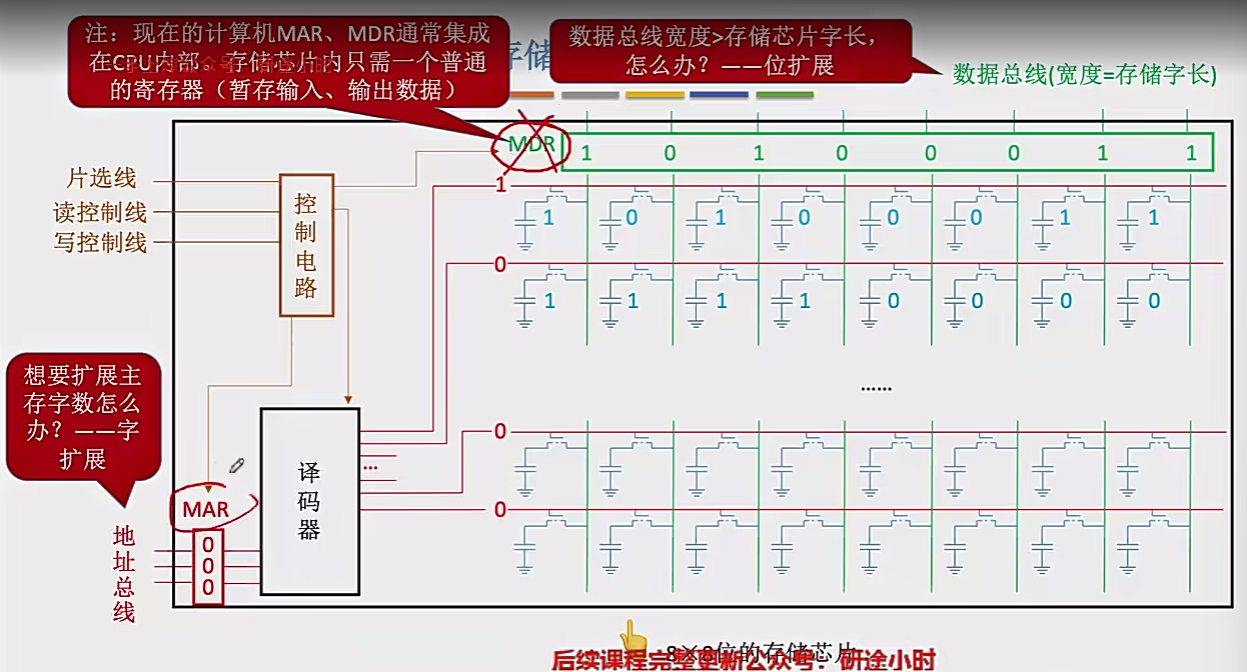 注：现在的计算机MAR、MDR通常集成
在CPU内部。存储芯片内只需一个普通
的寄存器（暂存输入、输出数据）
存储
数据总线宽度>存储芯片字长，
怎么办？——位扩展
数据总线(宽度=存储字长)
MDR
1 0 1 0 0 0 1 1
片选线
读控制线
写控制线
控制电路
1
1 0 1 0 0 0 1 1
0
1 1 1 1 0 0 0 0
······
想要扩展主
存字数怎么
办？——字
扩展
0
···
译码器
MAR
0
地址总线
0
0
0
8×8位的存储芯片
后续课程完整更新公众号：研途小时